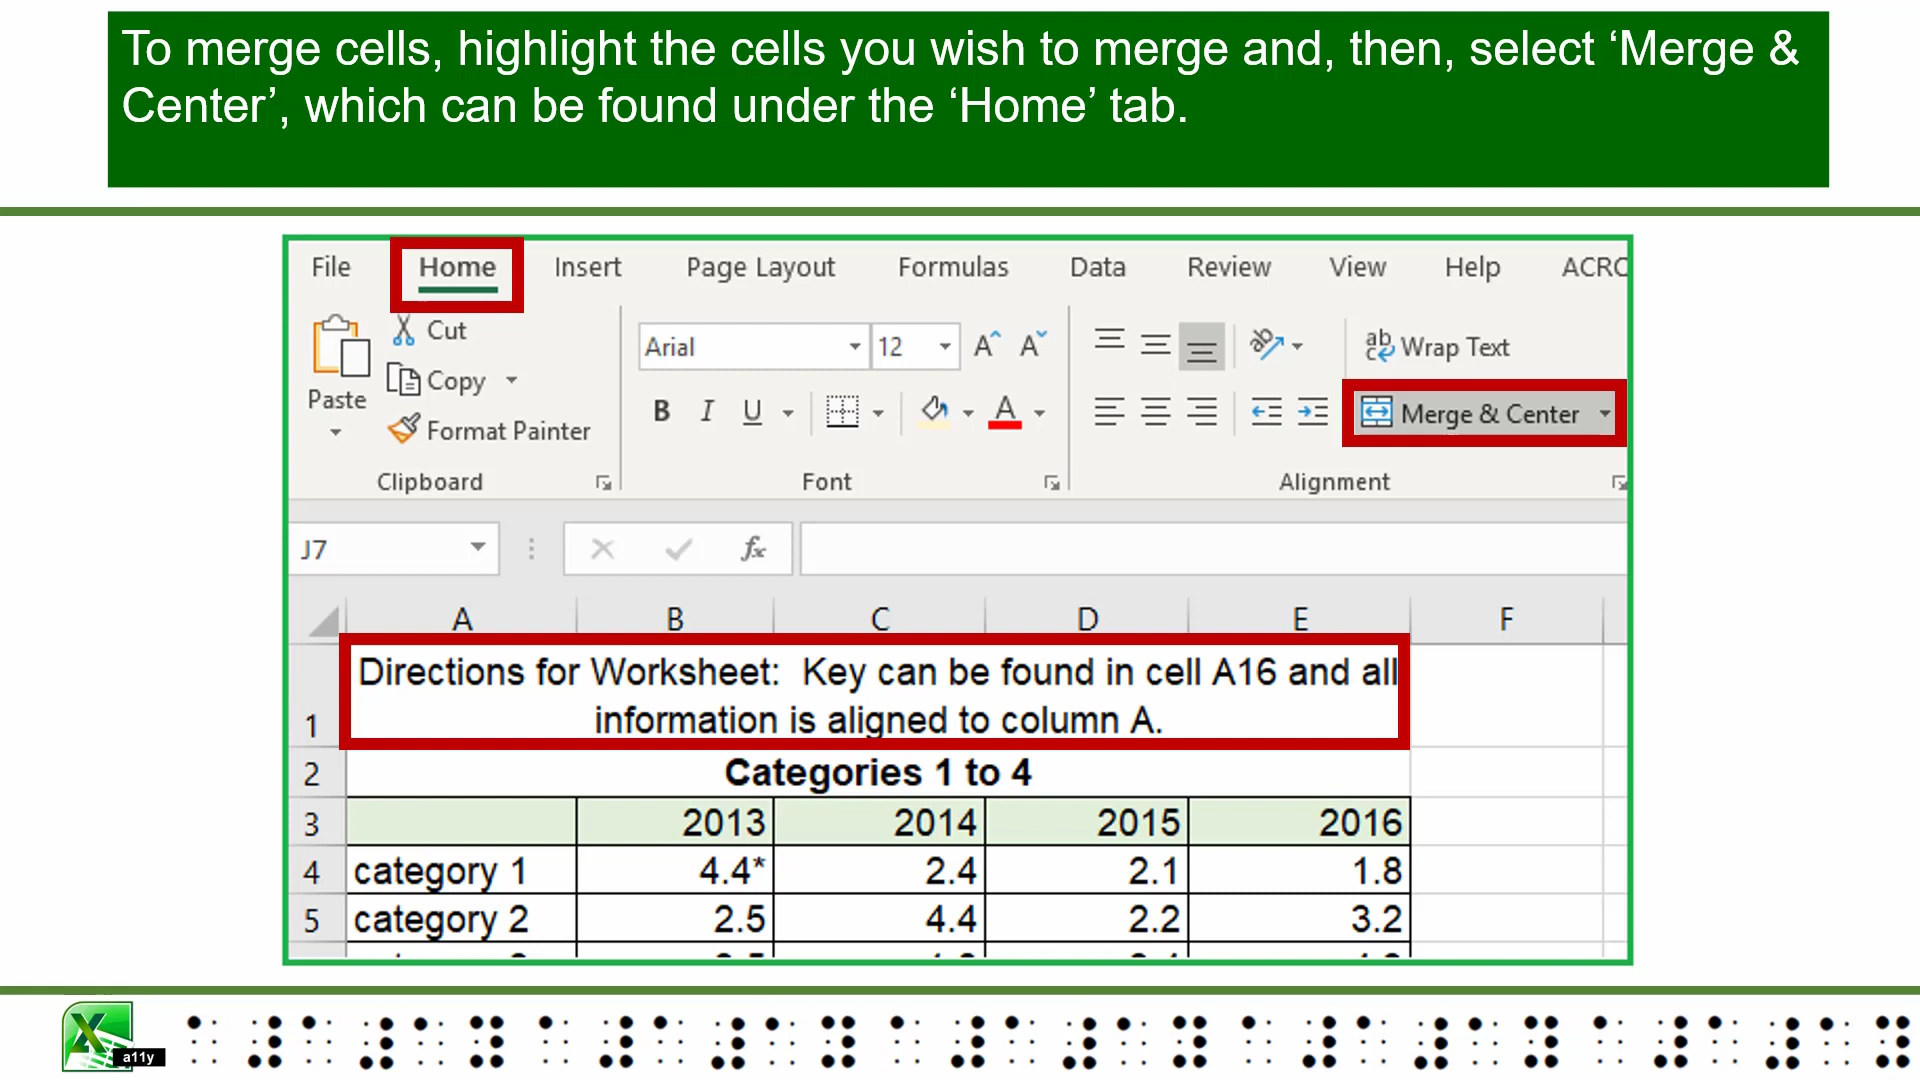 To merge cells, highlight the cells you wish to merge and, then, select ‘Merge &
Center’, which can be found under the ‘Home’ tab.
File Home Insert Page Layout Formulas Data Review View Help ACRO
Cut
Copy
Format Painter
Paste
Clipboard
Arial 12 A A
B I U A
Font
ab Wrap Text
Merge & Center
Alignment
J7 fx
A B C D E F
1 Directions for Worksheet:  Key can be found in cell A16 and all
information is aligned to column A.
2 Categories 1 to 4
3 2013 2014 2015 2016
4 category 1 4.4* 2.4 2.1 1.8
5 category 2 2.5 4.4 2.2 3.2
X a11y